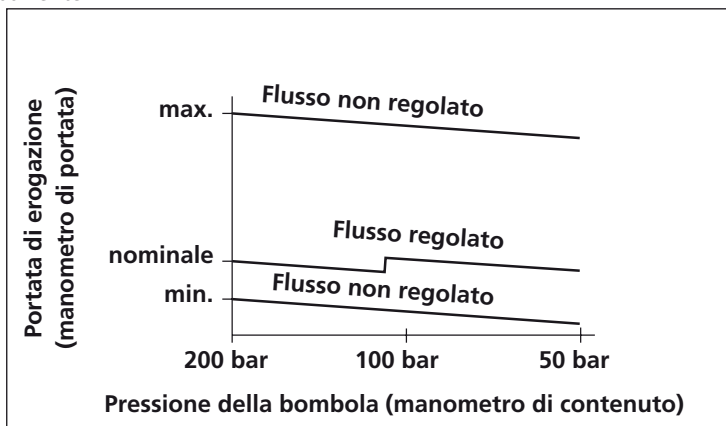 Portata di erogazione
(manometro di portata)
max.
Flusso non regolato
nominale
Flusso regolato
min.
Flusso non regolato
200 bar
100 bar
50 bar
Pressione della bombola (manometro di contenuto)